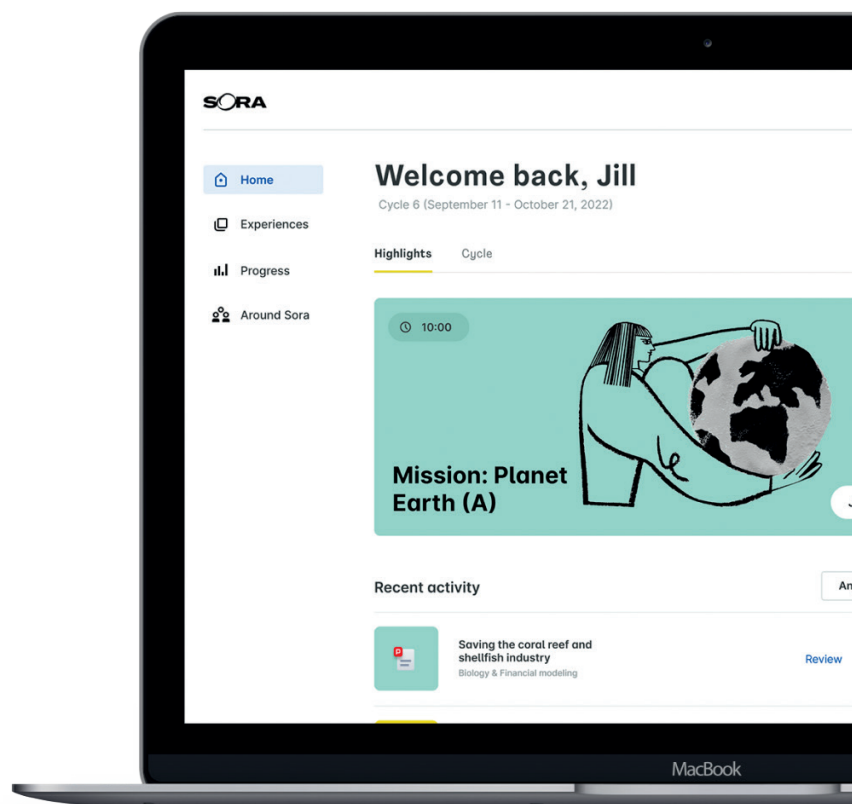 SORA
Home
Experiences
Progress
Around Sora
Welcome back, Jill
Cycle 6 (September 11 - October 21, 2022)
Highlights
Cycle
10:00
Mission: Planet
Earth (A)
Recent activity
Saving the coral reef and
shellfish industry
Biology & Financial modeling
Review
MacBook